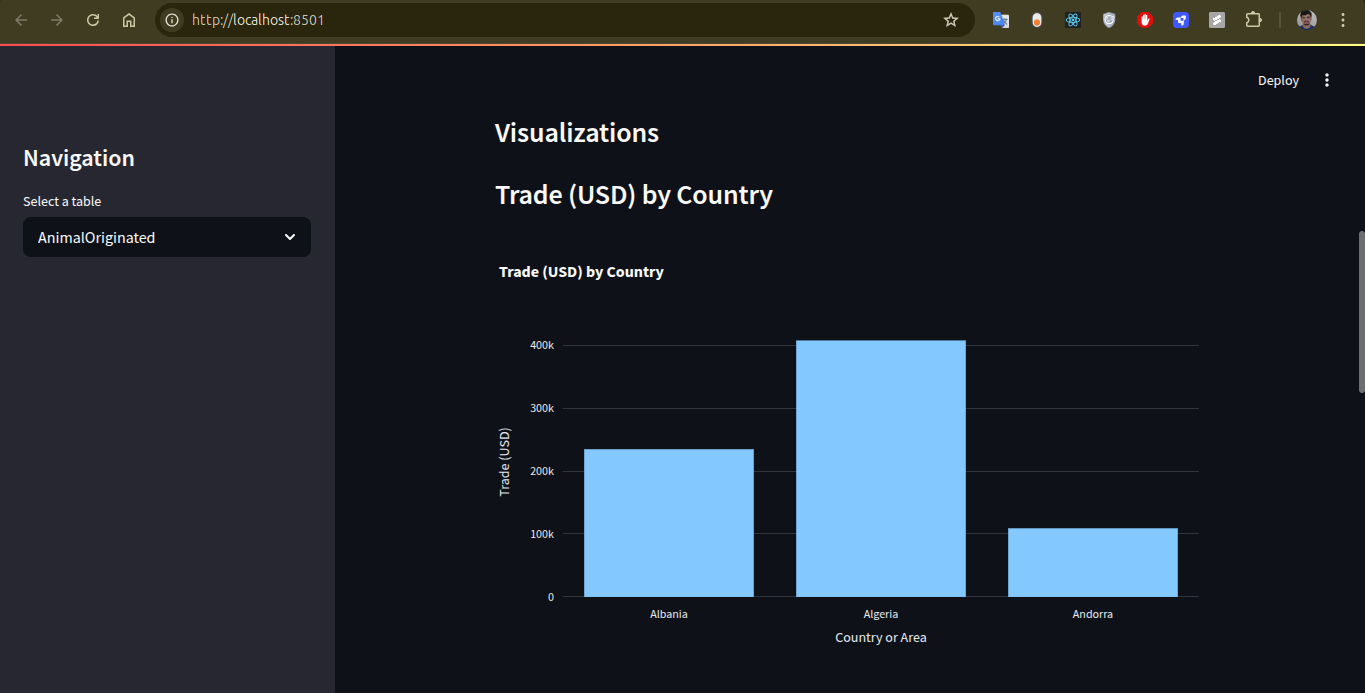 http://localhost:8501
Deploy
Navigation
Select a table
AnimalOriginated
Visualizations
Trade (USD) by Country
Trade (USD) by Country
Trade (USD)
400k
300k
200k
100k
0
Albania
Algeria
Andorra
Country or Area